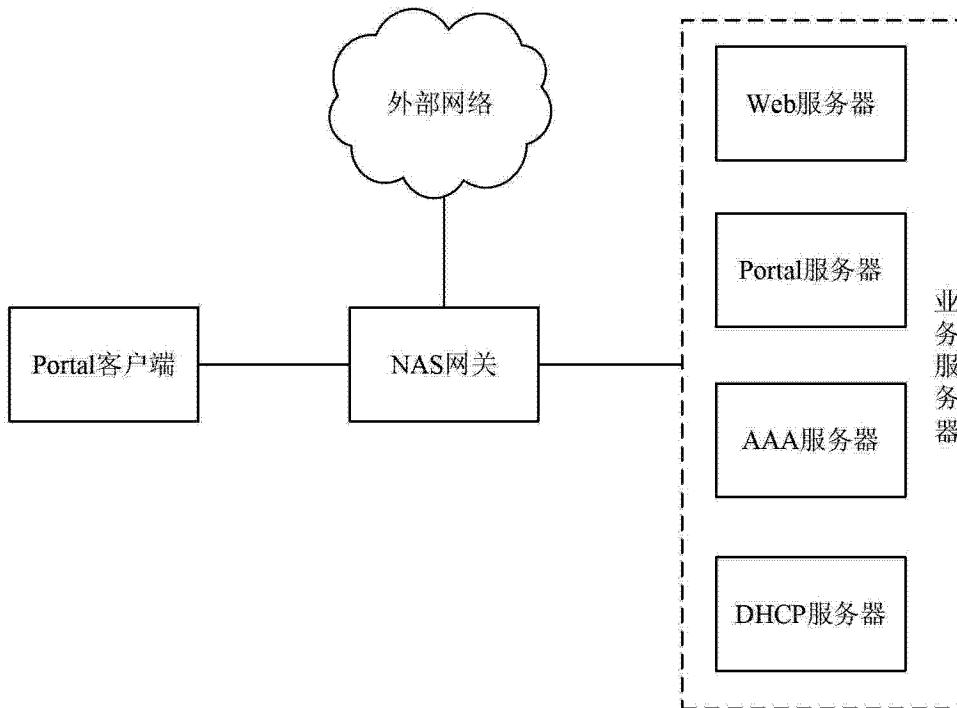 外部网络
Web服务器
Portal服务器
Portal客户端
NAS网关
AAA服务器
DHCP服务器
业务服务器